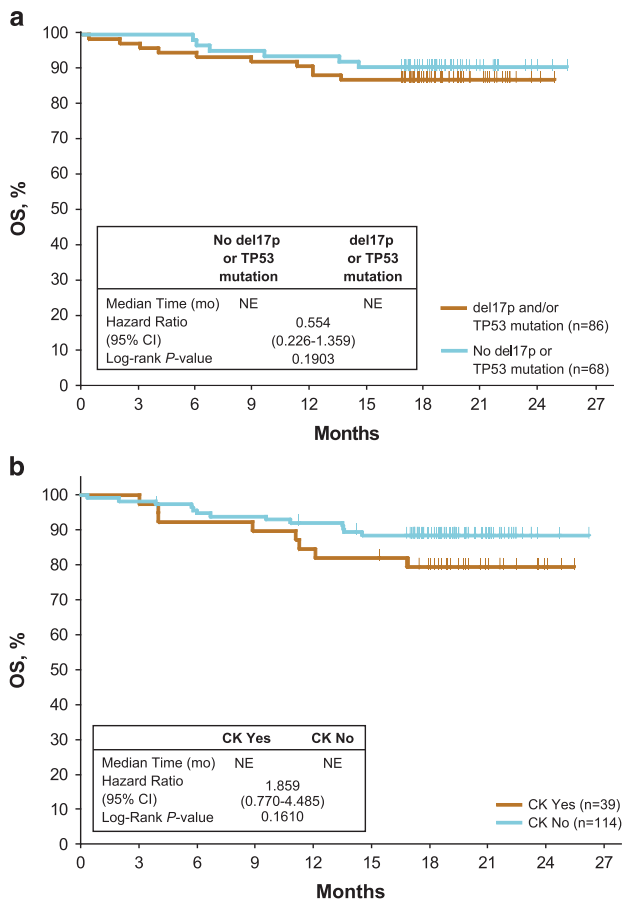 a
100
90
80
70
60
50
40
30
20
10
0
OS, %
No del17p or TP53 mutation
del17p or TP53 mutation
Median Time (mo) NE NE
Hazard Ratio 0.554
(95% CI) (0.226-1.359)
Log-rank P-value 0.1903
del17p and/or
TP53 mutation (n=86)
No del17p or
TP53 mutation (n=68)
0 3 6 9 12 15 18 21 24 27
Months
b
100
90
80
70
60
50
40
30
20
10
0
OS, %
CK Yes CK No
Median Time (mo) NE NE
Hazard Ratio 1.859
(95% CI) (0.770-4.485)
Log-Rank P-value 0.1610
CK Yes (n=39)
CK No (n=114)
0 3 6 9 12 15 18 21 24 27
Months